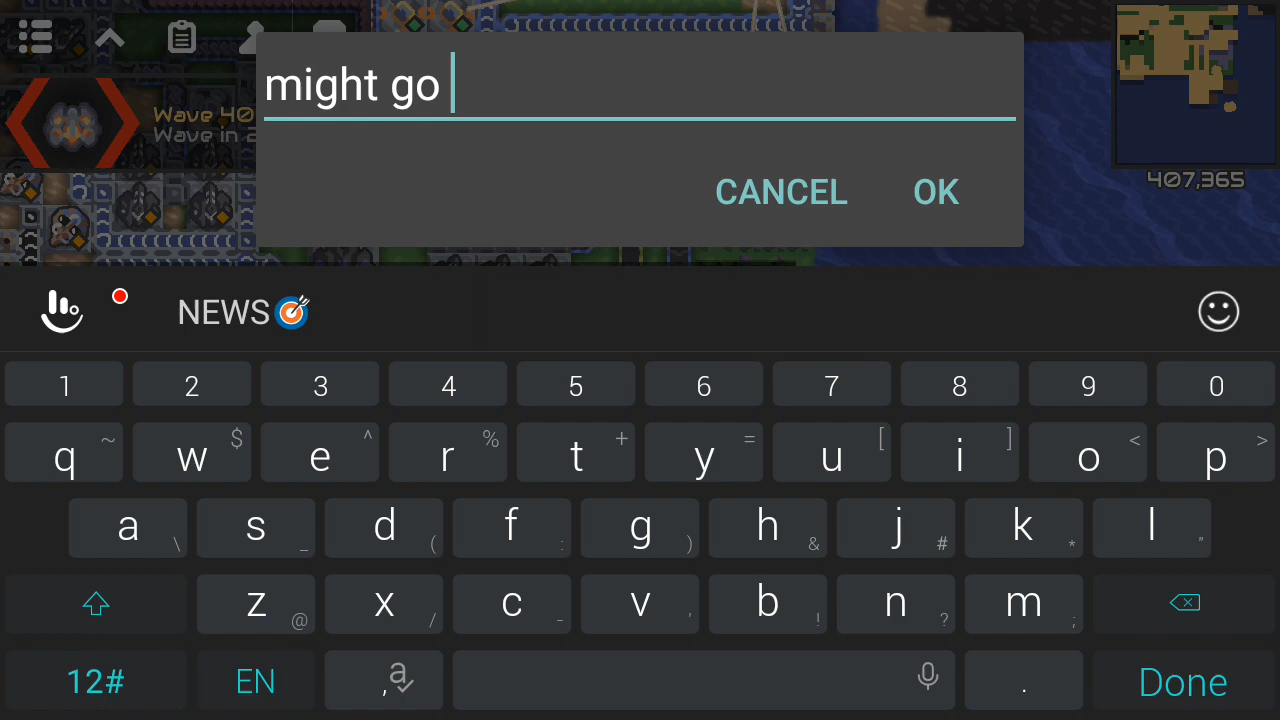 might go
Wave 40
Wave in 2
CANCEL OK
407,365
NEWS
1 2 3 4 5 6 7 8 9 0
q ~ w $ e ^ r % t + y = u [ i ] o < p >
a \ s _ d ( f : g ) h & j # k * l "
z @ x / c - v ' b ! n ? m ;
12# EN , a . Done